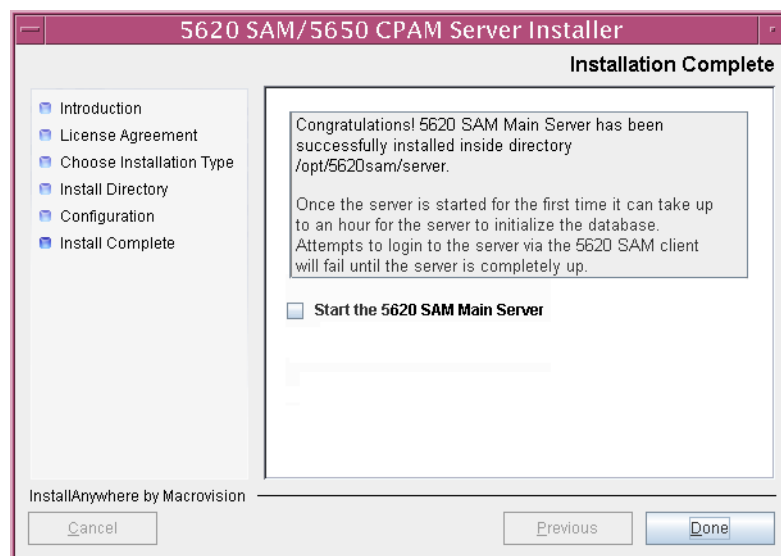 5620 SAM/5650 CPAM Server Installer
Installation Complete
Introduction
License Agreement
Choose Installation Type
Install Directory
Configuration
Install Complete
Congratulations! 5620 SAM Main Server has been
successfully installed inside directory
/opt/5620sam/server.
Once the server is started for the first time it can take up
to an hour for the server to initialize the database.
Attempts to login to the server via the 5620 SAM client
will fail until the server is completely up.
Start the 5620 SAM Main Server
InstallAnywhere by Macrovision
Cancel
Previous
Done